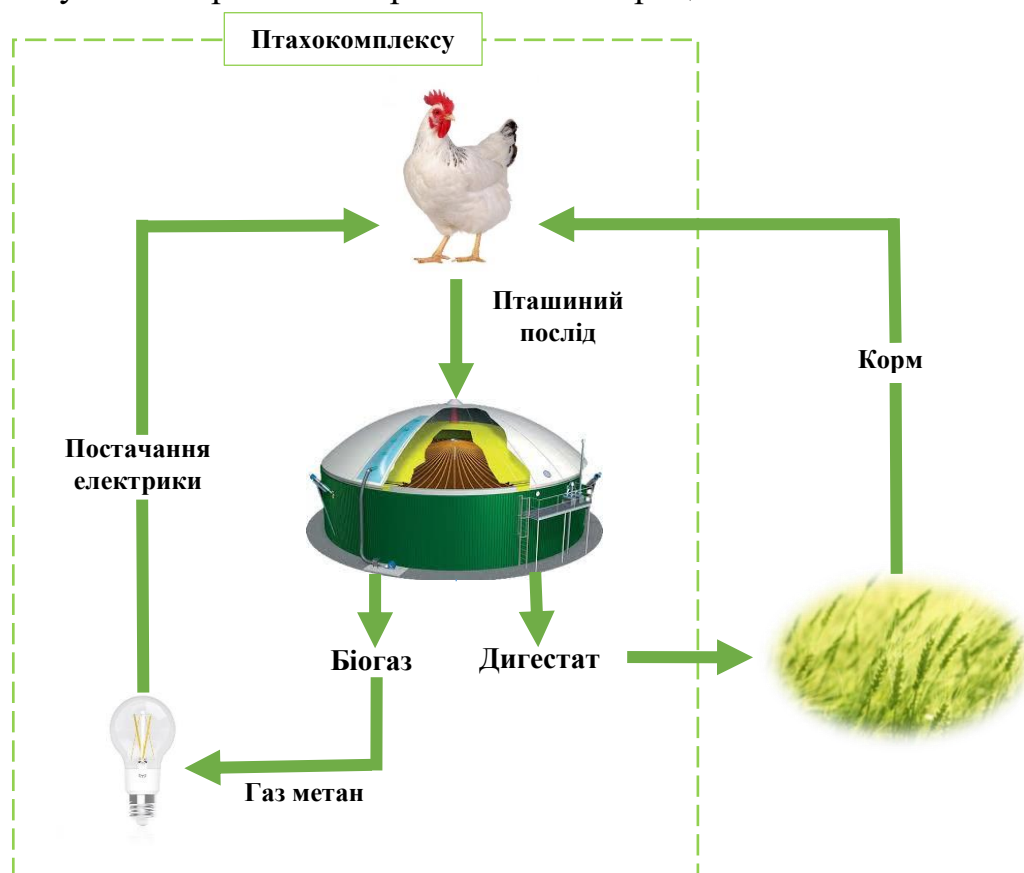 Птахокомплексу
Пташиний
послід
Корм
Постачання
електрики
Біогаз
Дигестат
Газ метан